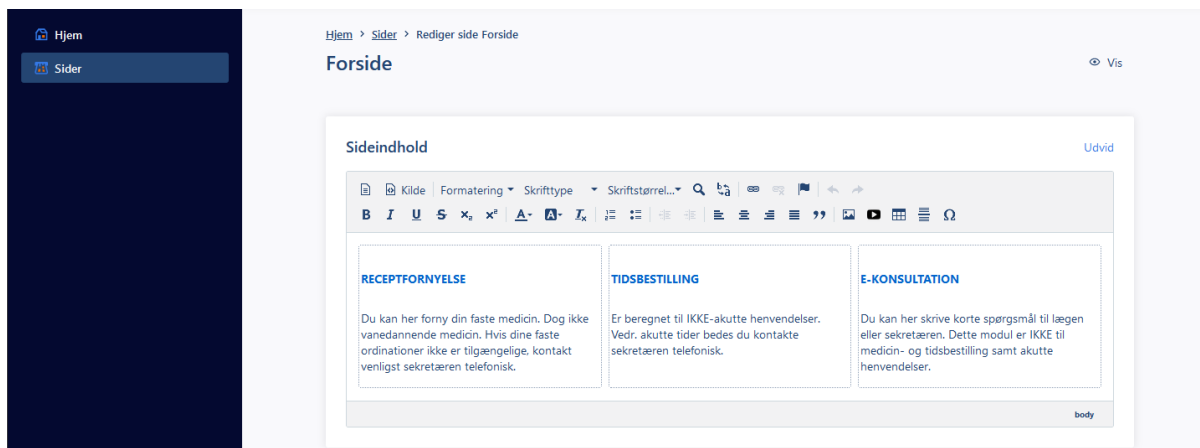 Hjem
Sider
Hjem > Sider > Rediger side Forside
Forside
Vis
Sideindhold
Udvid
Kilde Formatering Skrifttype Skriftstørrel...
B I U S x₂ x² A A Tx Ω
RECEPTFORNYELSE
Du kan her forny din faste medicin. Dog ikke
vanedannende medicin. Hvis dine faste
ordinationer ikke er tilgængelige, kontakt
venligst sekretæren telefonisk.
TIDSBESTILLING
Er beregnet til IKKE-akutte henvendelser.
Vedr. akutte tider bedes du kontakte
sekretæren telefonisk.
E-KONSULTATION
Du kan her skrive korte spørgsmål til lægen
eller sekretæren. Dette modul er IKKE til
medicin- og tidsbestilling samt akutte
henvendelser.
body